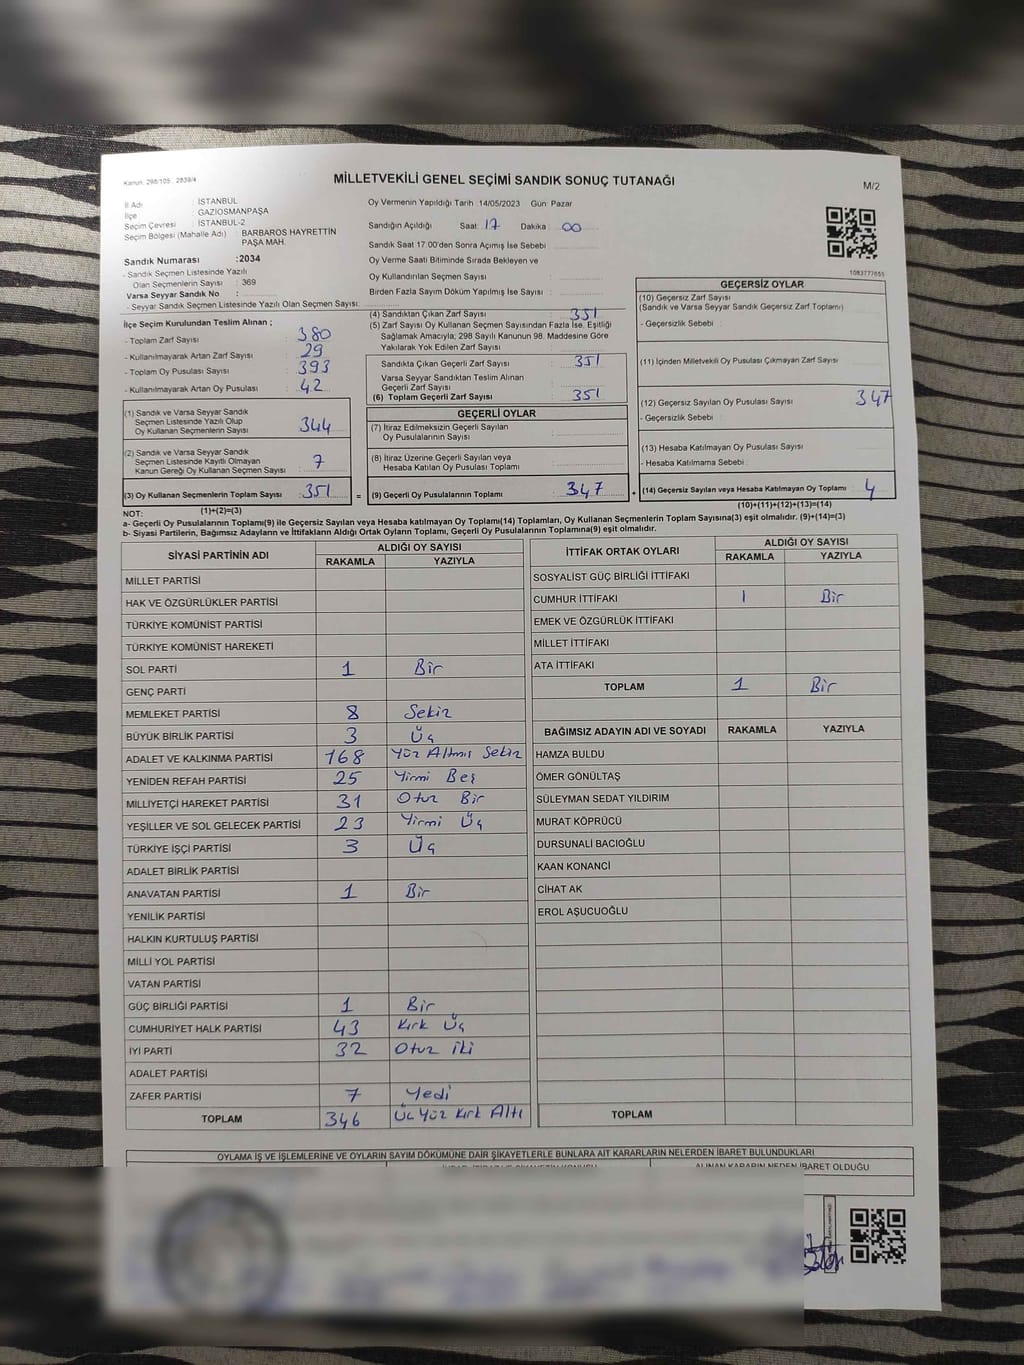 Kanun: 298/105, 2839/4
MİLLETVEKİLİ GENEL SEÇİMİ SANDIK SONUÇ TUTANAĞI
M/2
İl Adı : İSTANBUL
İlçe : GAZİOSMANPAŞA
Seçim Çevresi : İSTANBUL-2
Seçim Bölgesi (Mahalle Adı) : BARBAROS HAYRETTİN PAŞA MAH.
Sandık Numarası :2034
- Sandık Seçmen Listesinde Yazılı
Olan Seçmenlerin Sayısı : 369
Varsa Seyyar Sandık No :
- Seyyar Sandık Seçmen Listesinde Yazılı Olan Seçmen Sayısı:
Oy Vermenin Yapıldığı Tarih :14/05/2023 Gün: Pazar
Sandığın Açıldığı Saat: 17 Dakika : 00
Sandık Saat 17.00'den Sonra Açılmış İse Sebebi :
Oy Verme Saati Bitiminde Sırada Bekleyen ve
Oy Kullandırılan Seçmen Sayısı :
Birden Fazla Sayım Döküm Yapılmış İse Sayısı :
1083777655
İlçe Seçim Kurulundan Teslim Alınan ;
- Toplam Zarf Sayısı : 380
- Kullanılmayarak Artan Zarf Sayısı : 29
- Toplam Oy Pusulası Sayısı : 393
- Kullanılmayarak Artan Oy Pusulası : 42
(1) Sandık ve Varsa Seyyar Sandık
Seçmen Listesinde Yazılı Olup
Oy Kullanan Seçmenlerin Sayısı : 344
(2) Sandık ve Varsa Seyyar Sandık
Seçmen Listesinde Kayıtlı Olmayan
Kanun Gereği Oy Kullanan Seçmen Sayısı : 7
(3) Oy Kullanan Seçmenlerin Toplam Sayısı : 351
(4) Sandıktan Çıkan Zarf Sayısı : 351
(5) Zarf Sayısı Oy Kullanan Seçmen Sayısından Fazla İse, Eşitliği
Sağlamak Amacıyla; 298 Sayılı Kanunun 98. Maddesine Göre
Yakılarak Yok Edilen Zarf Sayısı :
Sandıkta Çıkan Geçerli Zarf Sayısı : 351
Varsa Seyyar Sandıktan Teslim Alınan
Geçerli Zarf Sayısı :
(6) Toplam Geçerli Zarf Sayısı : 351
GEÇERLİ OYLAR
(7) İtiraz Edilmeksizin Geçerli Sayılan
Oy Pusulalarının Sayısı :
(8) İtiraz Üzerine Geçerli Sayılan veya
Hesaba Katılan Oy Pusulası Toplamı :
= (9) Geçerli Oy Pusulalarının Toplamı : 347
GEÇERSİZ OYLAR
(10) Geçersiz Zarf Sayısı
(Sandık ve Varsa Seyyar Sandık Geçersiz Zarf Toplamı)
- Geçersizlik Sebebi :
(11) İçinden Milletvekili Oy Pusulası Çıkmayan Zarf Sayısı :
(12) Geçersiz Sayılan Oy Pusulası Sayısı : 347
- Geçersizlik Sebebi :
(13) Hesaba Katılmayan Oy Pusulası Sayısı :
- Hesaba Katılmama Sebebi :
+ (14) Geçersiz Sayılan veya Hesaba Katılmayan Oy Toplamı : 4
NOT: (1)+(2)=(3) (10)+(11)+(12)+(13)=(14)
a- Geçerli Oy Pusulalarının Toplamı(9) ile Geçersiz Sayılan veya Hesaba katılmayan Oy Toplamı(14) Toplamları, Oy Kullanan Seçmenlerin Toplam Sayısına(3) eşit olmalıdır. (9)+(14)=(3)
b- Siyasi Partilerin, Bağımsız Adayların ve İttifakların Aldığı Ortak Oyların Toplamı, Geçerli Oy Pusulalarının Toplamına(9) eşit olmalıdır.
SİYASİ PARTİNİN ADI ALDIĞI OY SAYISI
RAKAMLA YAZIYLA
MİLLET PARTİSİ
HAK VE ÖZGÜRLÜKLER PARTİSİ
TÜRKİYE KOMÜNİST PARTİSİ
TÜRKİYE KOMÜNİST HAREKETİ
SOL PARTİ 1 Bir
GENÇ PARTİ
MEMLEKET PARTİSİ 8 Sekiz
BÜYÜK BİRLİK PARTİSİ 3 Üç
ADALET VE KALKINMA PARTİSİ 168 Yüz Altmış Sekiz
YENİDEN REFAH PARTİSİ 25 Yirmi Beş
MİLLİYETÇİ HAREKET PARTİSİ 31 Otuz Bir
YEŞİLLER VE SOL GELECEK PARTİSİ 23 Yirmi Üç
TÜRKİYE İŞÇİ PARTİSİ 3 Üç
ADALET BİRLİK PARTİSİ
ANAVATAN PARTİSİ 1 Bir
YENİLİK PARTİSİ
HALKIN KURTULUŞ PARTİSİ
MİLLİ YOL PARTİSİ
VATAN PARTİSİ
GÜÇ BİRLİĞİ PARTİSİ 1 Bir
CUMHURİYET HALK PARTİSİ 43 Kırk Üç
İYİ PARTİ 32 Otuz iki
ADALET PARTİSİ
ZAFER PARTİSİ 7 Yedi
TOPLAM 346 Üç Yüz Kırk Altı
İTTİFAK ORTAK OYLARI ALDIĞI OY SAYISI
RAKAMLA YAZIYLA
SOSYALİST GÜÇ BİRLİĞİ İTTİFAKI
CUMHUR İTTİFAKI 1 Bir
EMEK VE ÖZGÜRLÜK İTTİFAKI
MİLLET İTTİFAKI
ATA İTTİFAKI
TOPLAM 1 Bir
BAĞIMSIZ ADAYIN ADI VE SOYADI RAKAMLA YAZIYLA
HAMZA BULDU
ÖMER GÖNÜLTAŞ
SÜLEYMAN SEDAT YILDIRIM
MURAT KÖPRÜCÜ
DURSUNALİ BACIOĞLU
KAAN KONANCİ
CİHAT AK
EROL AŞUCUOĞLU
TOPLAM
OYLAMA İŞ VE İŞLEMLERİNE VE OYLARIN SAYIM DÖKÜMÜNE DAİR ŞİKAYETLERLE BUNLARA AİT KARARLARIN NELERDEN İBARET BULUNDUKLARI
ALINAN KARARIN NEDEN İBARET OLDUĞU